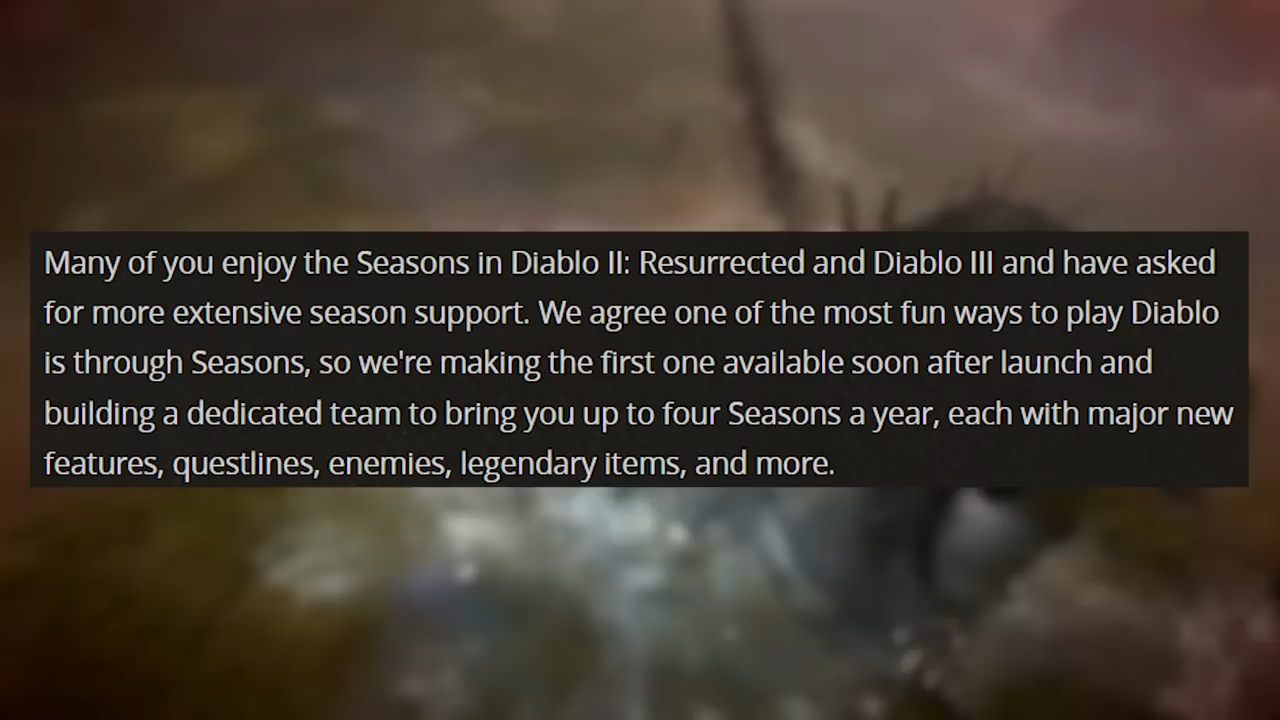 Many of you enjoy the Seasons in Diablo II: Resurrected and Diablo III and have asked
for more extensive season support. We agree one of the most fun ways to play Diablo
is through Seasons, so we're making the first one available soon after launch and
building a dedicated team to bring you up to four Seasons a year, each with major new
features, questlines, enemies, legendary items, and more.